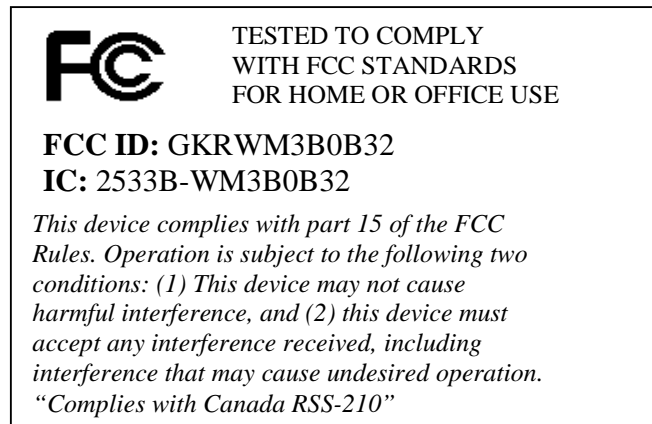 FC
TESTED TO COMPLY
WITH FCC STANDARDS
FOR HOME OR OFFICE USE
FCC ID: GKRWM3B0B32
IC: 2533B-WM3B0B32
This device complies with part 15 of the FCC
Rules. Operation is subject to the following two
conditions: (1) This device may not cause
harmful interference, and (2) this device must
accept any interference received, including
interference that may cause undesired operation.
“Complies with Canada RSS-210”